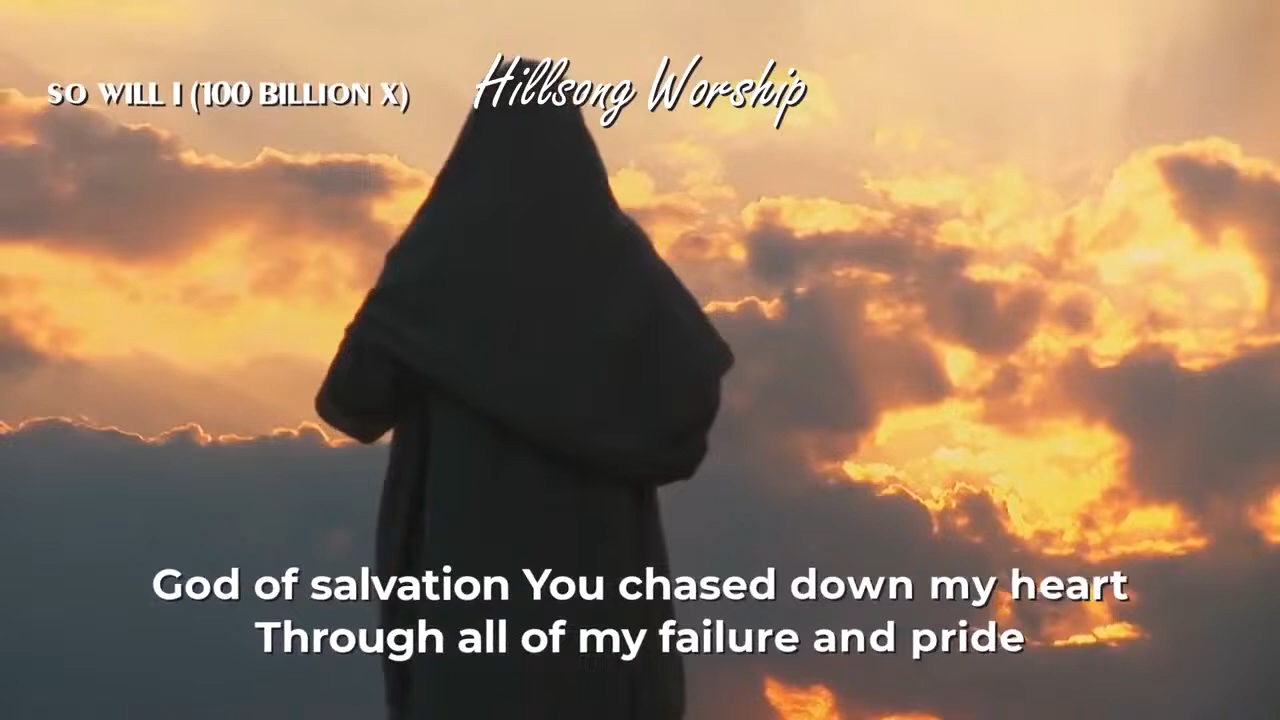 SO WILL I (100 BILLION X)
Hillsong Worship
God of salvation You chased down my heart
Through all of my failure and pride